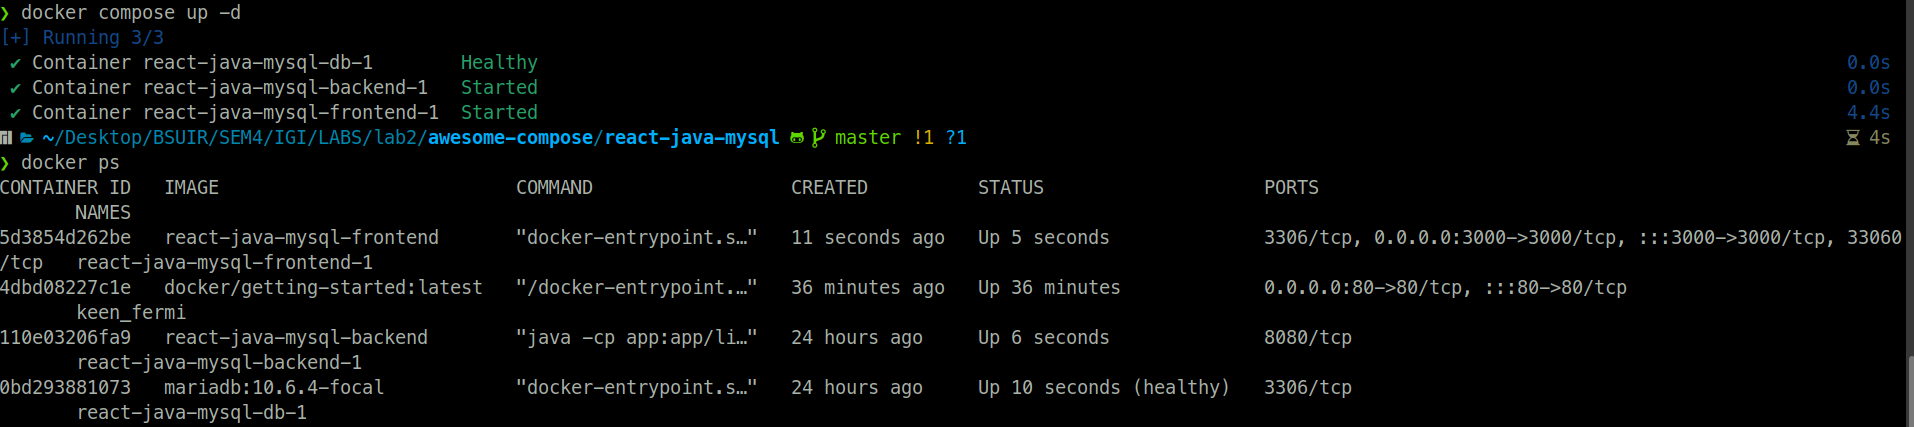 ❯ docker compose up -d
[+] Running 3/3
✔ Container react-java-mysql-db-1        Healthy        0.0s
✔ Container react-java-mysql-backend-1   Started        0.0s
✔ Container react-java-mysql-frontend-1  Started        4.4s
~/Desktop/BSUIR/SEM4/IGI/LABS/lab2/awesome-compose/react-java-mysql master !1 ?1        4s
❯ docker ps
CONTAINER ID   IMAGE                           COMMAND                  CREATED          STATUS                    PORTS
       NAMES
5d3854d262be   react-java-mysql-frontend       "docker-entrypoint.s…"   11 seconds ago   Up 5 seconds              3306/tcp, 0.0.0.0:3000->3000/tcp, :::3000->3000/tcp, 33060
/tcp   react-java-mysql-frontend-1
4dbd08227c1e   docker/getting-started:latest   "/docker-entrypoint.…"   36 minutes ago   Up 36 minutes             0.0.0.0:80->80/tcp, :::80->80/tcp
       keen_fermi
110e03206fa9   react-java-mysql-backend        "java -cp app:app/li…"   24 hours ago     Up 6 seconds              8080/tcp
       react-java-mysql-backend-1
0bd293881073   mariadb:10.6.4-focal            "docker-entrypoint.s…"   24 hours ago     Up 10 seconds (healthy)   3306/tcp
       react-java-mysql-db-1